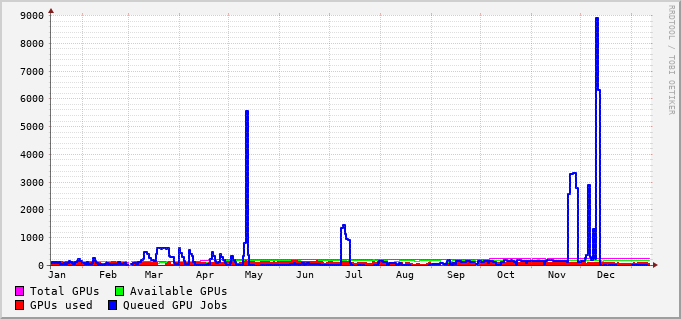 9000
8000
7000
6000
5000
4000
3000
2000
1000
0
Jan Feb Mar Apr May Jun Jul Aug Sep Oct Nov Dec
Total GPUs Available GPUs
GPUs used Queued GPU Jobs
RRDTOOL / TOBI OETIKER